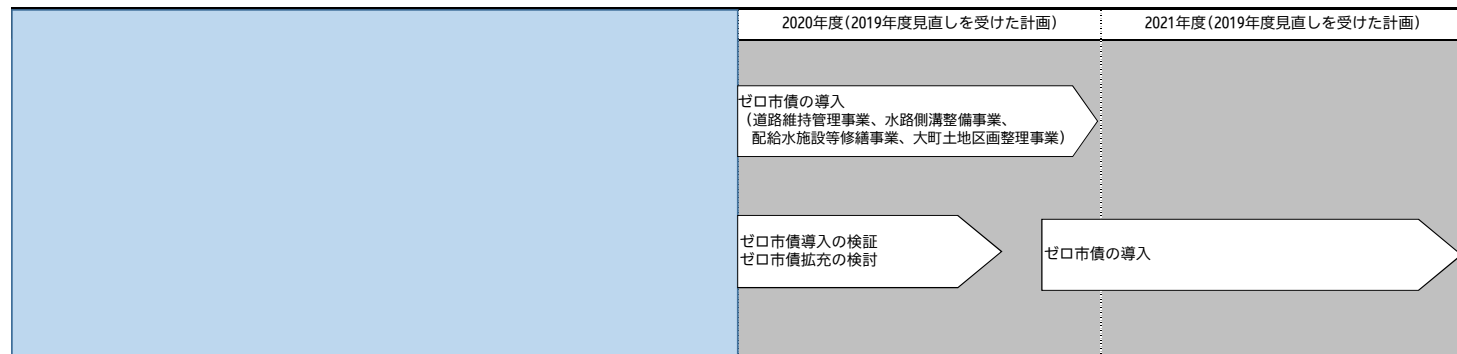 2020年度(2019年度見直しを受けた計画)
2021年度(2019年度見直しを受けた計画)
ゼロ市債の導入
（道路維持管理事業、水路側溝整備事業、
配給水施設等修繕事業、大町土地区画整理事業）
ゼロ市債導入の検証
ゼロ市債拡充の検討
ゼロ市債の導入